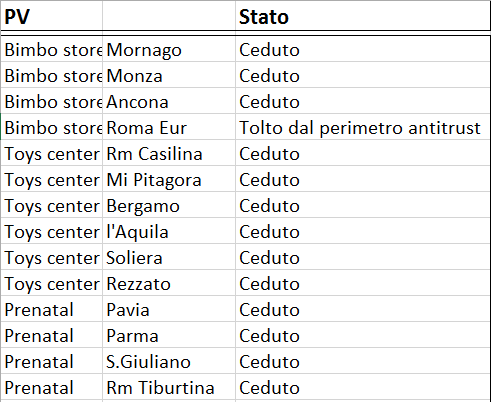 PV Stato
Bimbo store Mornago Ceduto
Bimbo store Monza Ceduto
Bimbo store Ancona Ceduto
Bimbo store Roma Eur Tolto dal perimetro antitrust
Toys center Rm Casilina Ceduto
Toys center Mi Pitagora Ceduto
Toys center Bergamo Ceduto
Toys center l'Aquila Ceduto
Toys center Soliera Ceduto
Toys center Rezzato Ceduto
Prenatal Pavia Ceduto
Prenatal Parma Ceduto
Prenatal S.Giuliano Ceduto
Prenatal Rm Tiburtina Ceduto